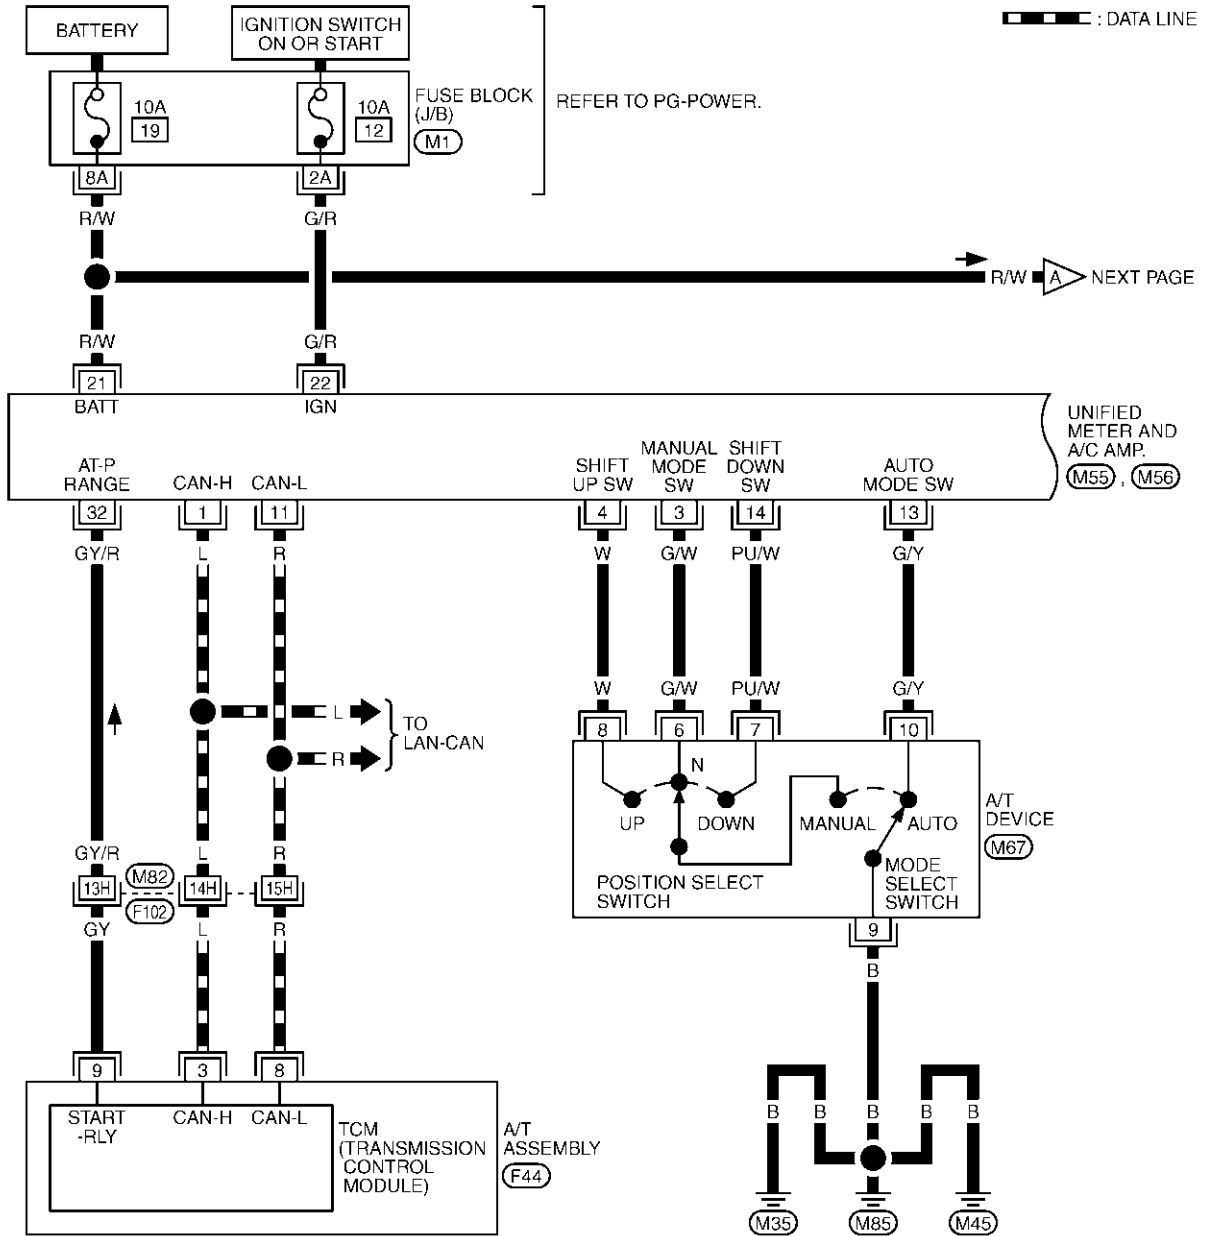 BATTERY
IGNITION SWITCH
ON OR START
: DATA LINE
10A
19
10A
12
FUSE BLOCK
(J/B)
M1
REFER TO PG-POWER.
8A
2A
R/W
G/R
R/W
A
NEXT PAGE
R/W
G/R
21
22
BATT
IGN
UNIFIED
METER AND
A/C AMP.
M55 , M56
AT-P
RANGE
CAN-H
CAN-L
SHIFT
UP SW
MANUAL
MODE
SW
SHIFT
DOWN
SW
AUTO
MODE SW
32
1
11
4
3
14
13
GY/R
L
R
W
G/W
PU/W
G/Y
W
G/W
PU/W
G/Y
L
R
TO
LAN-CAN
8
6
7
10
N
UP
DOWN
MANUAL
AUTO
POSITION SELECT
SWITCH
MODE
SELECT
SWITCH
A/T
DEVICE
M67
GY/R
L
R
13H
M82
F102
14H
15H
GY
L
R
9
B
9
3
8
START
-RLY
CAN-H
CAN-L
TCM
(TRANSMISSION
CONTROL
MODULE)
A/T
ASSEMBLY
F44
B
B
B
B
B
M35
M85
M45